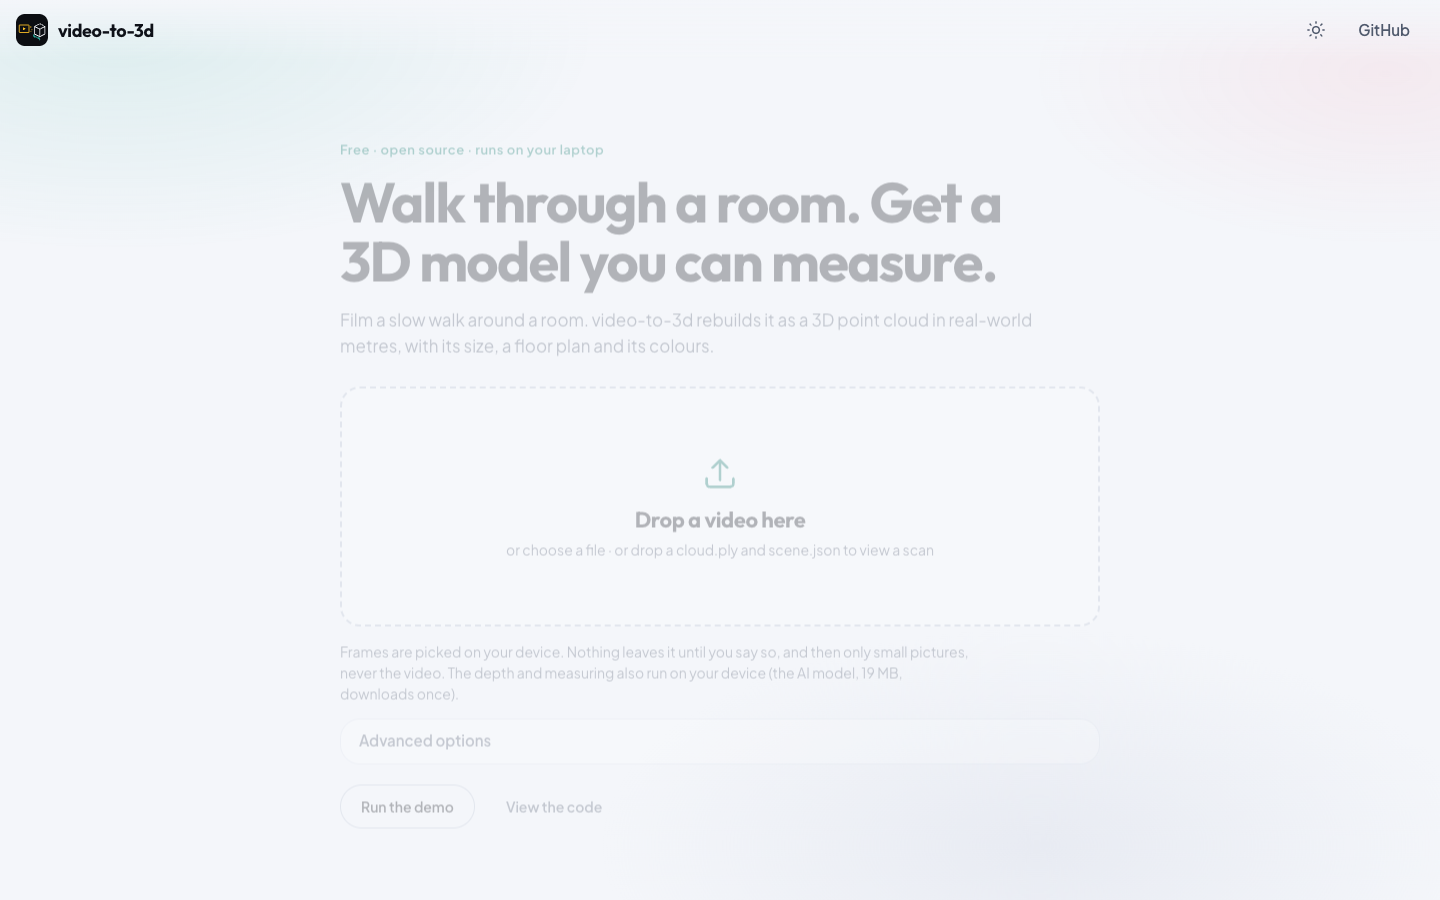 video-to-3d
GitHub
Free · open source · runs on your laptop
Walk through a room. Get a
3D model you can measure.
Film a slow walk around a room. video-to-3d rebuilds it as a 3D point cloud in real-world
metres, with its size, a floor plan and its colours.
Drop a video here
or choose a file · or drop a cloud.ply and scene.json to view a scan
Frames are picked on your device. Nothing leaves it until you say so, and then only small pictures,
never the video. The depth and measuring also run on your device (the AI model, 19 MB,
downloads once).
Advanced options
Run the demo
View the code